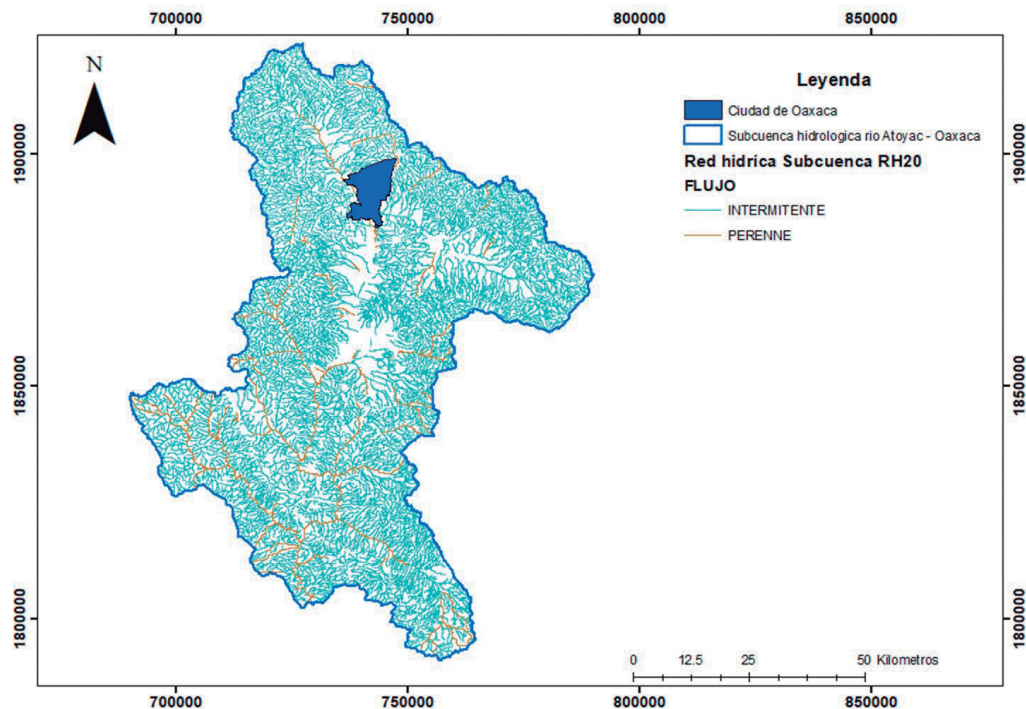 700000 750000 800000 850000
N
Leyenda
Ciudad de Oaxaca
Subcuenca hidrologica rio Atoyac - Oaxaca
Red hidríca Subcuenca RH20
FLUJO
INTERMITENTE
PERENNE
1900000 1900000
1850000 1850000
1800000 1800000
0 12.5 25 50 Kilometros
700000 750000 800000 850000